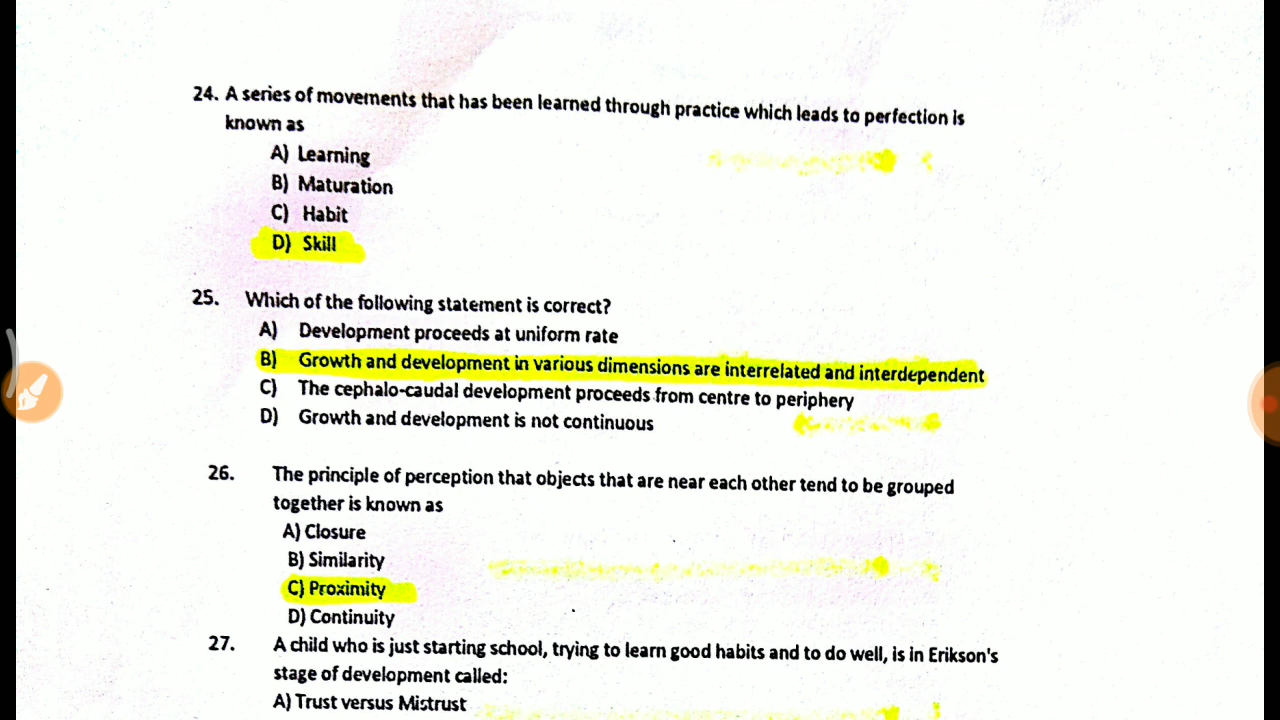 24. A series of movements that has been learned through practice which leads to perfection is
known as
A) Learning
B) Maturation
C) Habit
D) Skill
25. Which of the following statement is correct?
A) Development proceeds at uniform rate
B) Growth and development in various dimensions are interrelated and interdependent
C) The cephalo-caudal development proceeds from centre to periphery
D) Growth and development is not continuous
26. The principle of perception that objects that are near each other tend to be grouped
together is known as
A) Closure
B) Similarity
C) Proximity
D) Continuity
27. A child who is just starting school, trying to learn good habits and to do well, is in Erikson's
stage of development called:
A) Trust versus Mistrust